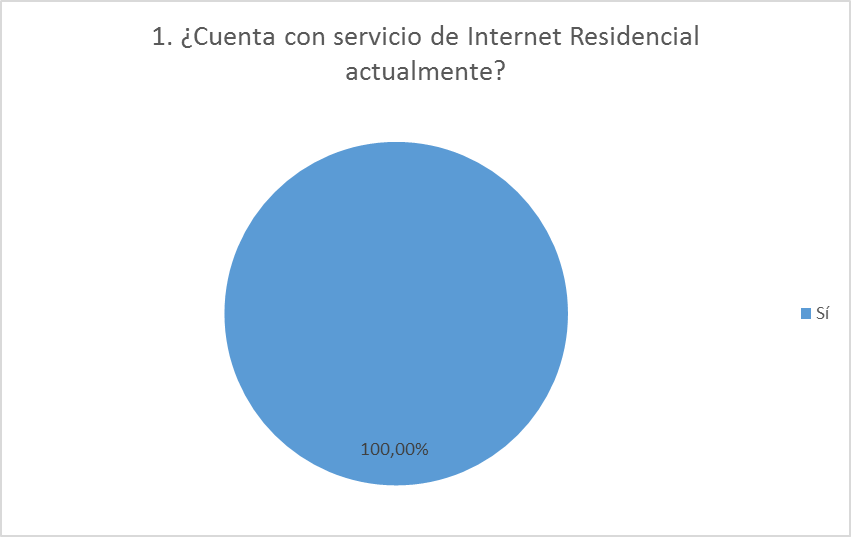 1. ¿Cuenta con servicio de Internet Residencial
actualmente?
Sí
100,00%